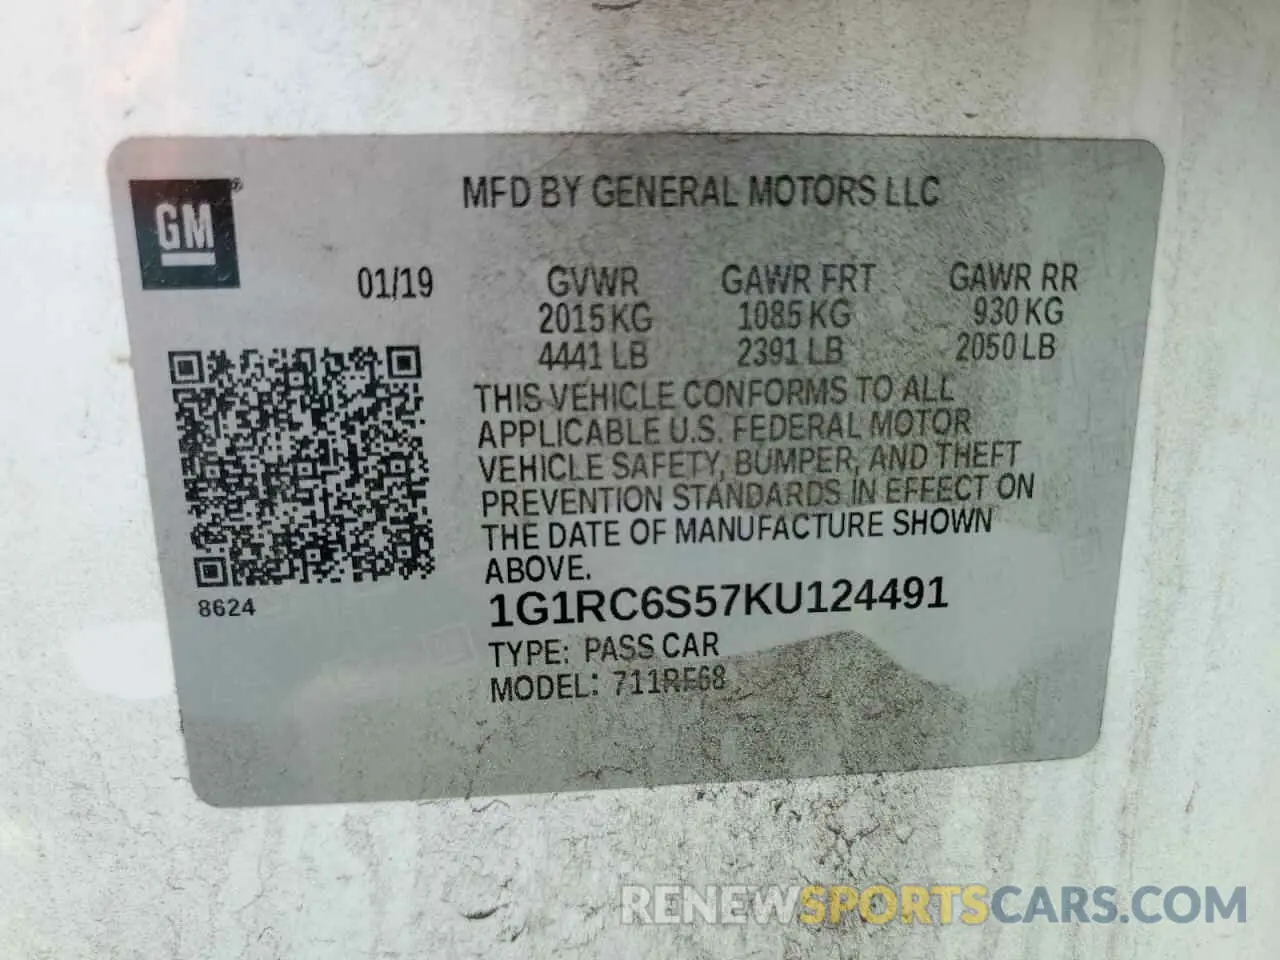 GM®
MFD BY GENERAL MOTORS LLC
01/19 GVWR GAWR FRT GAWR RR
2015 KG 1085 KG 930 KG
4441 LB 2391 LB 2050 LB
THIS VEHICLE CONFORMS TO ALL
APPLICABLE U.S. FEDERAL MOTOR
VEHICLE SAFETY, BUMPER, AND THEFT
PREVENTION STANDARDS IN EFFECT ON
THE DATE OF MANUFACTURE SHOWN
ABOVE.
8624
1G1RC6S57KU124491
TYPE: PASS CAR
MODEL: 711RF68
RENEWSPORTSCARS.COM